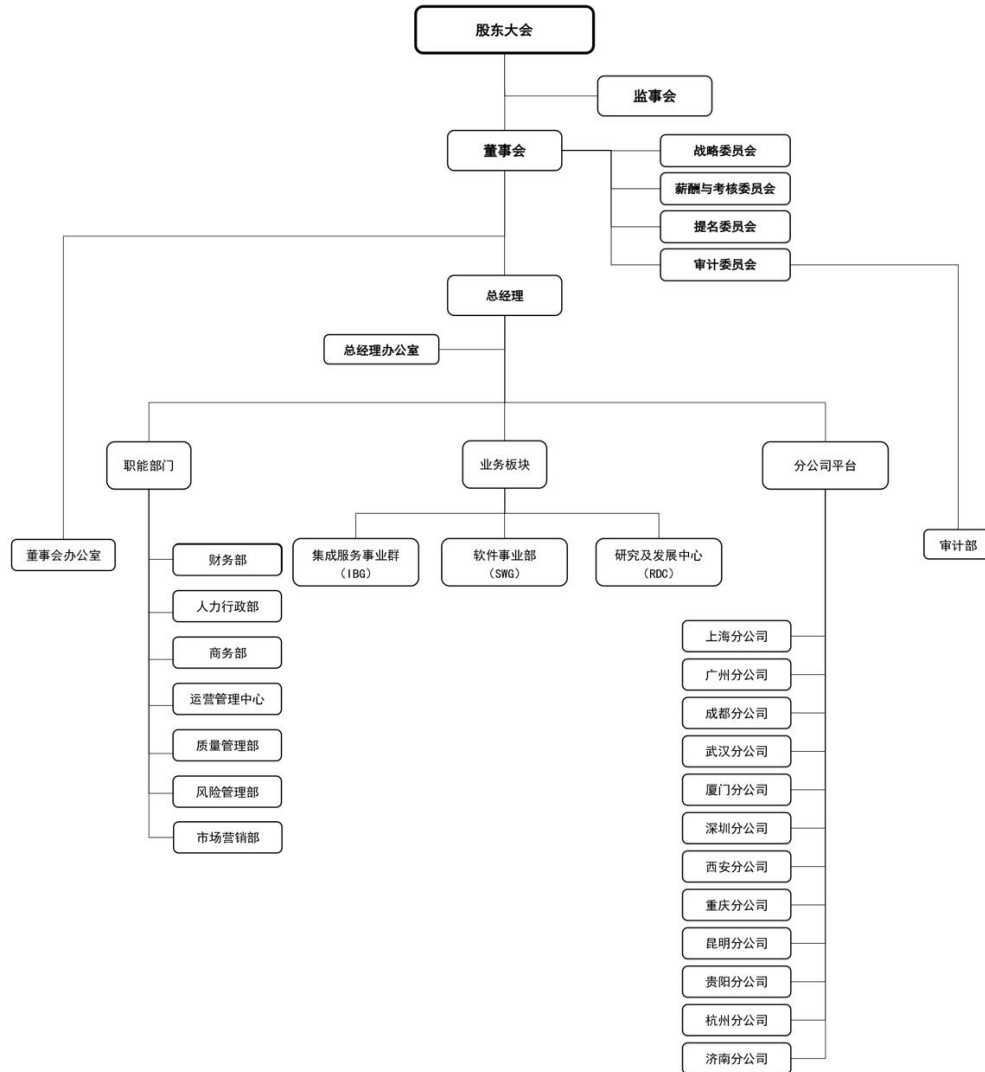 股东大会
监事会
董事会
战略委员会
薪酬与考核委员会
提名委员会
审计委员会
总经理
总经理办公室
职能部门
业务板块
分公司平台
董事会办公室
集成服务事业群
（IBG）
软件事业部
（SWG）
研究及发展中心
（RDC）
审计部
财务部
人力行政部
商务部
运营管理中心
质量管理部
风险管理部
市场营销部
上海分公司
广州分公司
成都分公司
武汉分公司
厦门分公司
深圳分公司
西安分公司
重庆分公司
昆明分公司
贵阳分公司
杭州分公司
济南分公司